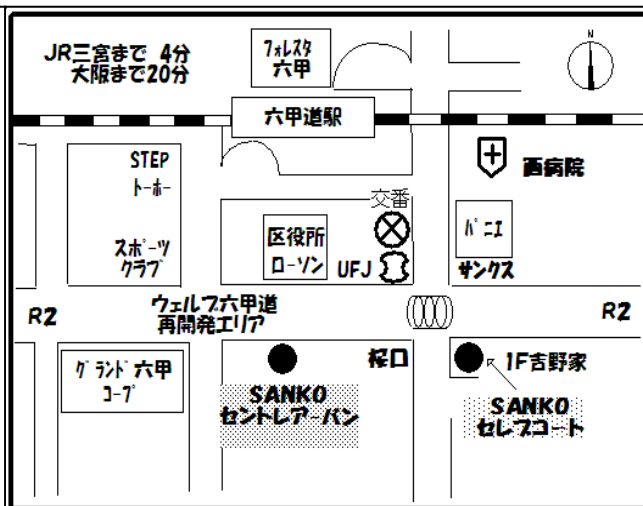 JR三宮まで 4分
大阪まで20分
フォレスタ
六甲
N
六甲道駅
STEP
トーホー
スポーツ
クラブ
西病院
交番
区役所
ローソン
UFJ
パニエ
サンクス
R2
ウェルブ六甲道
再開発エリア
R2
グランド六甲
コープ
桜口
1F吉野家
SANKO
セントレアーバン
SANKO
セレブコート